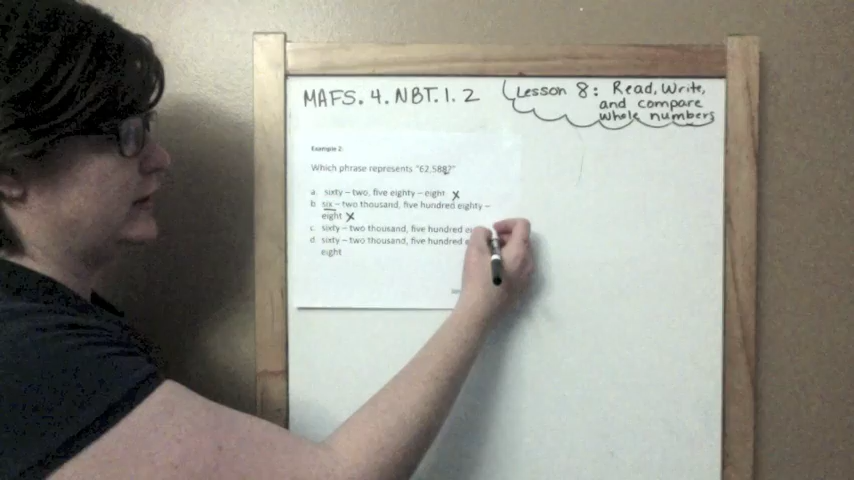 MAFS.4.NBT.1.2
Lesson 8: Read, Write,
and compare
whole numbers
Example 2:
Which phrase represents "62,588?"
a. sixty – two, five eighty – eight X
b. six – two thousand, five hundred eighty –
eight X
c. sixty – two thousand, five hundred
d. sixty – two thousand, five hundred
eight